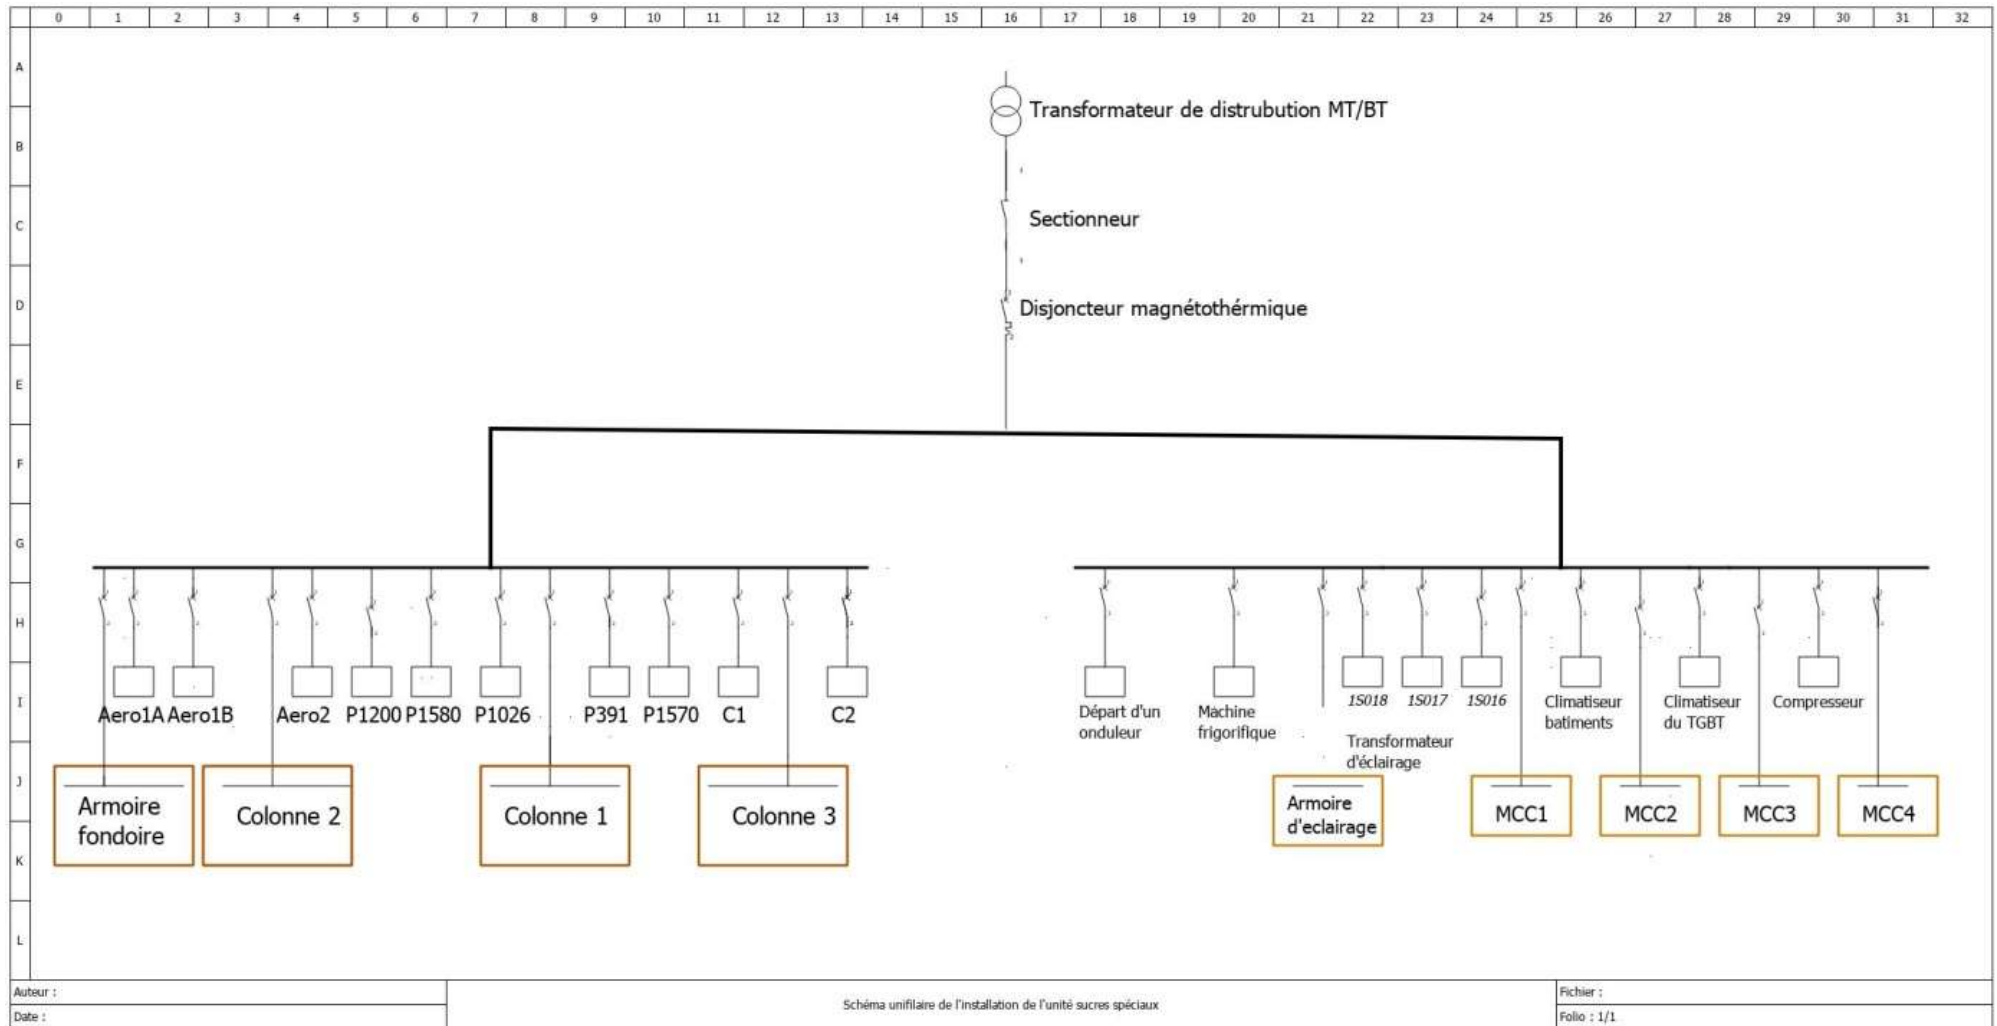 0 1 2 3 4 5 6 7 8 9 10 11 12 13 14 15 16 17 18 19 20 21 22 23 24 25 26 27 28 29 30 31 32
A
Transformateur de distrubution MT/BT
B
C
Sectionneur
D
Disjoncteur magnétothérmique
E
F
G
H
I
Aero1A Aero1B Aero2 P1200 P1580 P1026 P391 P1570 C1 C2
Départ d'un
onduleur
Machine
frigorifique
1S018 1S017 1S016
Transformateur
d'éclairage
Climatiseur
batiments
Climatiseur
du TGBT
Compresseur
J
Armoire
fondoire
Colonne 2
Colonne 1
Colonne 3
Armoire
d'eclairage
MCC1
MCC2
MCC3
MCC4
K
L
Auteur :
Date :
Schéma unifilaire de l'installation de l'unité sucres spéciaux
Fichier :
Folio : 1/1